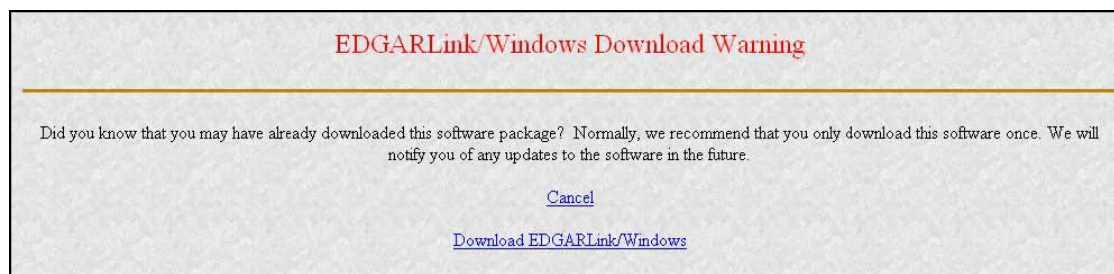 EDGARLink/Windows Download Warning
Did you know that you may have already downloaded this software package? Normally, we recommend that you only download this software once. We will
notify you of any updates to the software in the future.
Cancel
Download EDGARLink/Windows